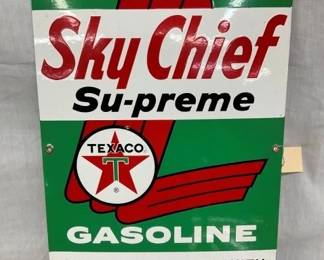 Sky Chief
Su-preme
TEXACO
T
®
GASOLINE